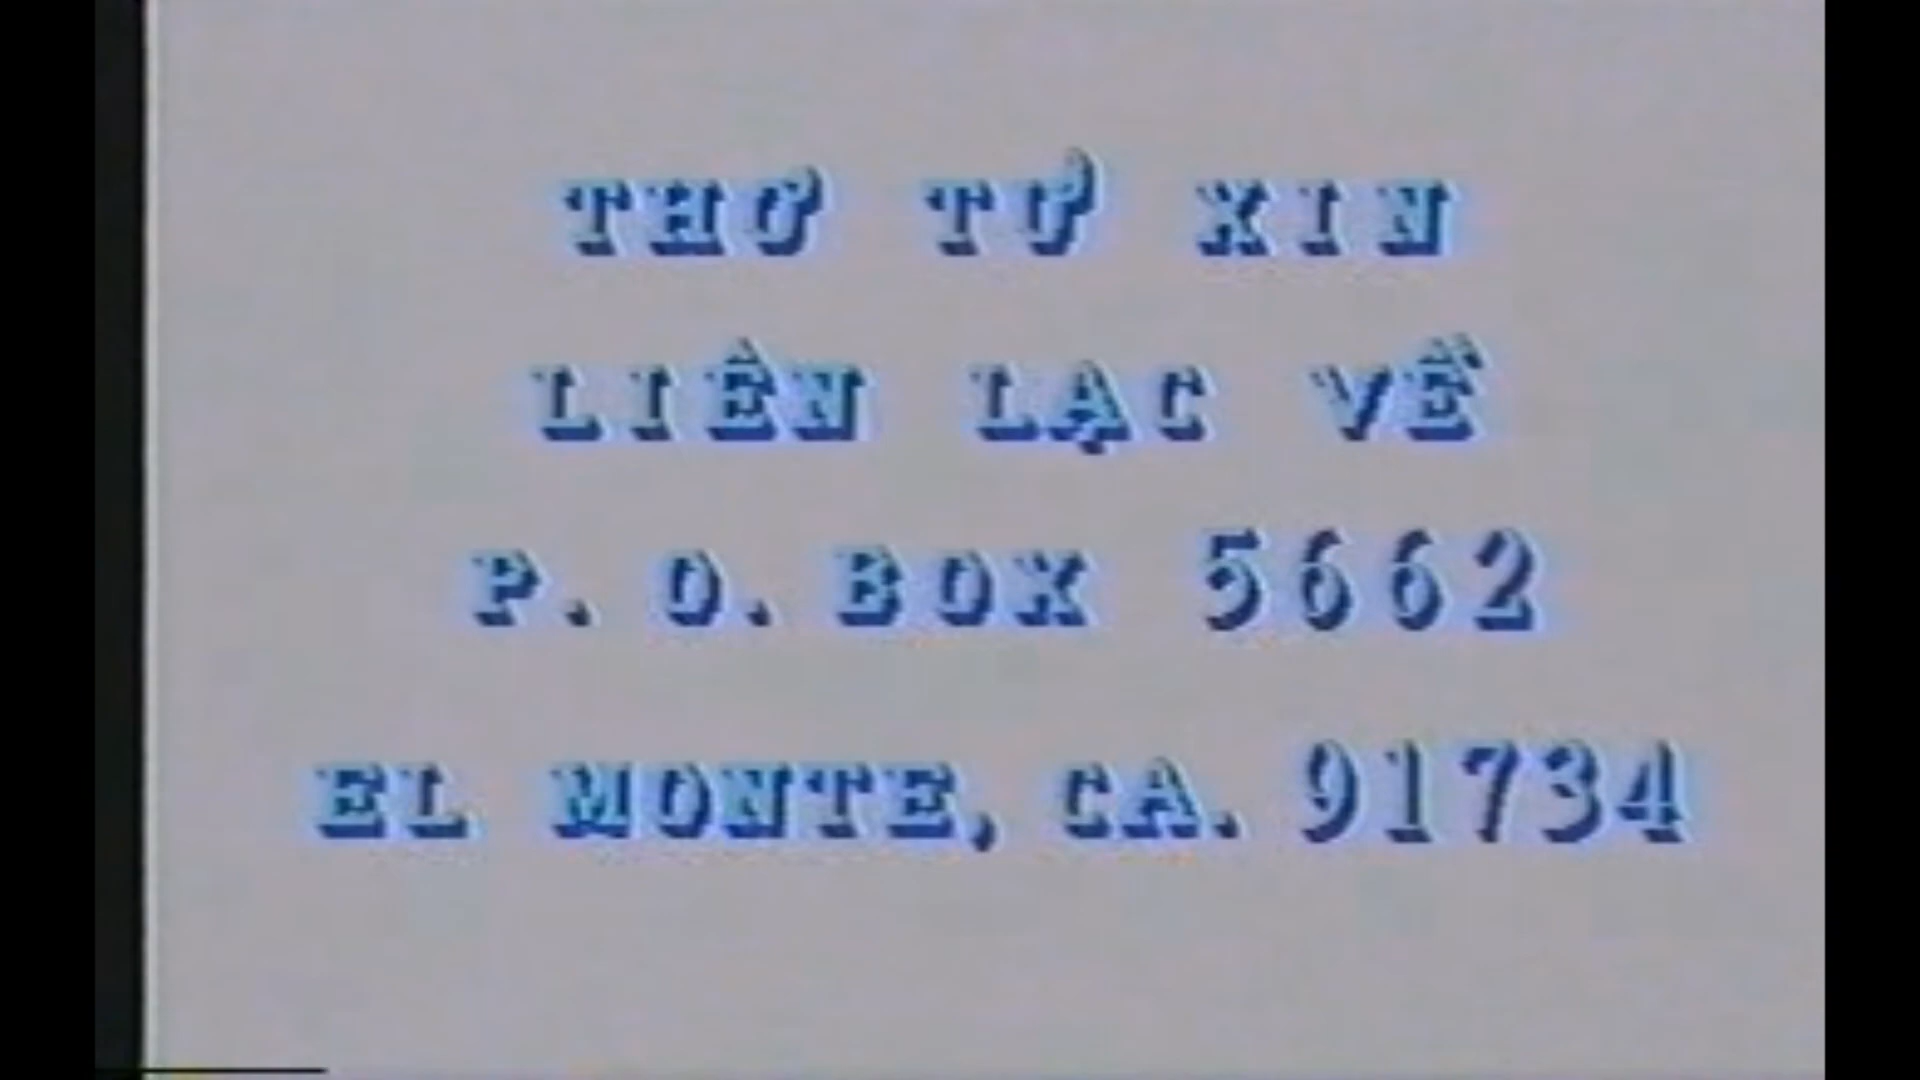 THƠ TỪ XIN
LIÊN LẠC VỀ
P.O.BOX 5662
EL MONTE, CA. 91734